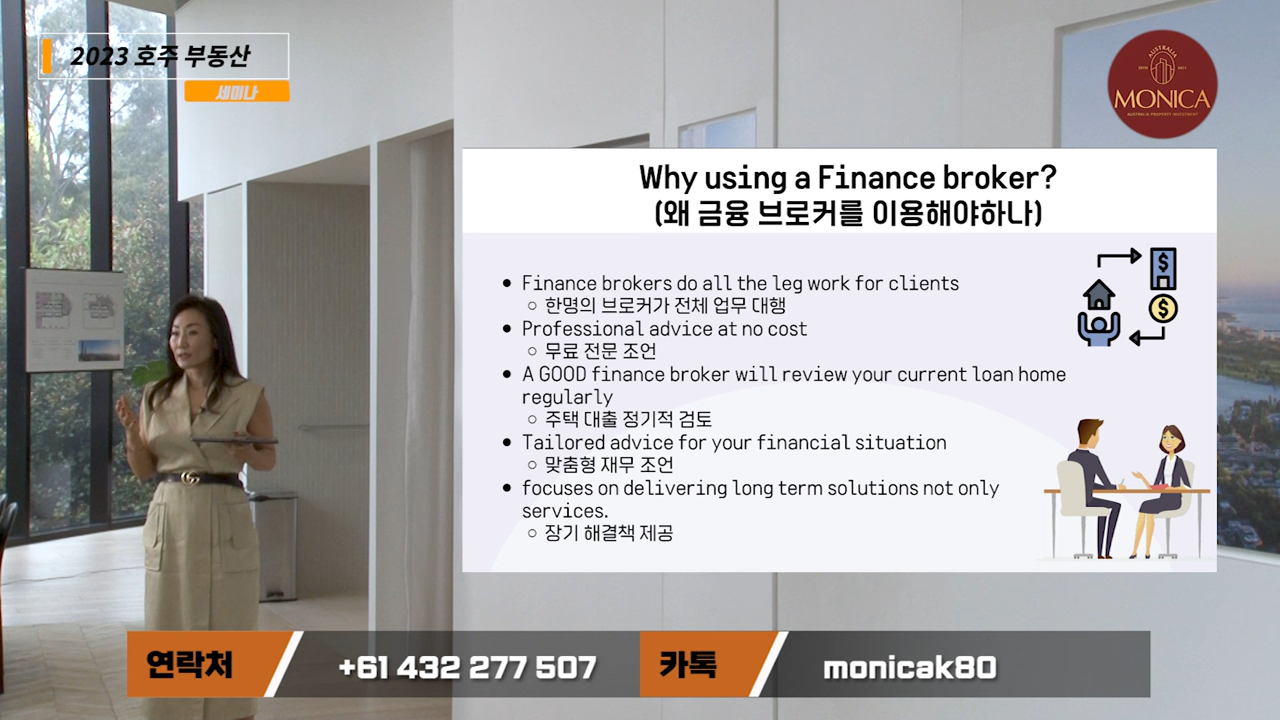 2023 호주 부동산
세미나
AUSTRALIA
MONICA
AUSTRALIA PROPERTY INVESTMENT
Why using a Finance broker?
(왜 금융 브로커를 이용해야하나)
Finance brokers do all the leg work for clients
한명의 브로커가 전체 업무 대행
Professional advice at no cost
무료 전문 조언
A GOOD finance broker will review your current loan home
regularly
주택 대출 정기적 검토
Tailored advice for your financial situation
맞춤형 재무 조언
focuses on delivering long term solutions not only
services.
장기 해결책 제공
연락처
+61 432 277 507
카톡
monicak80